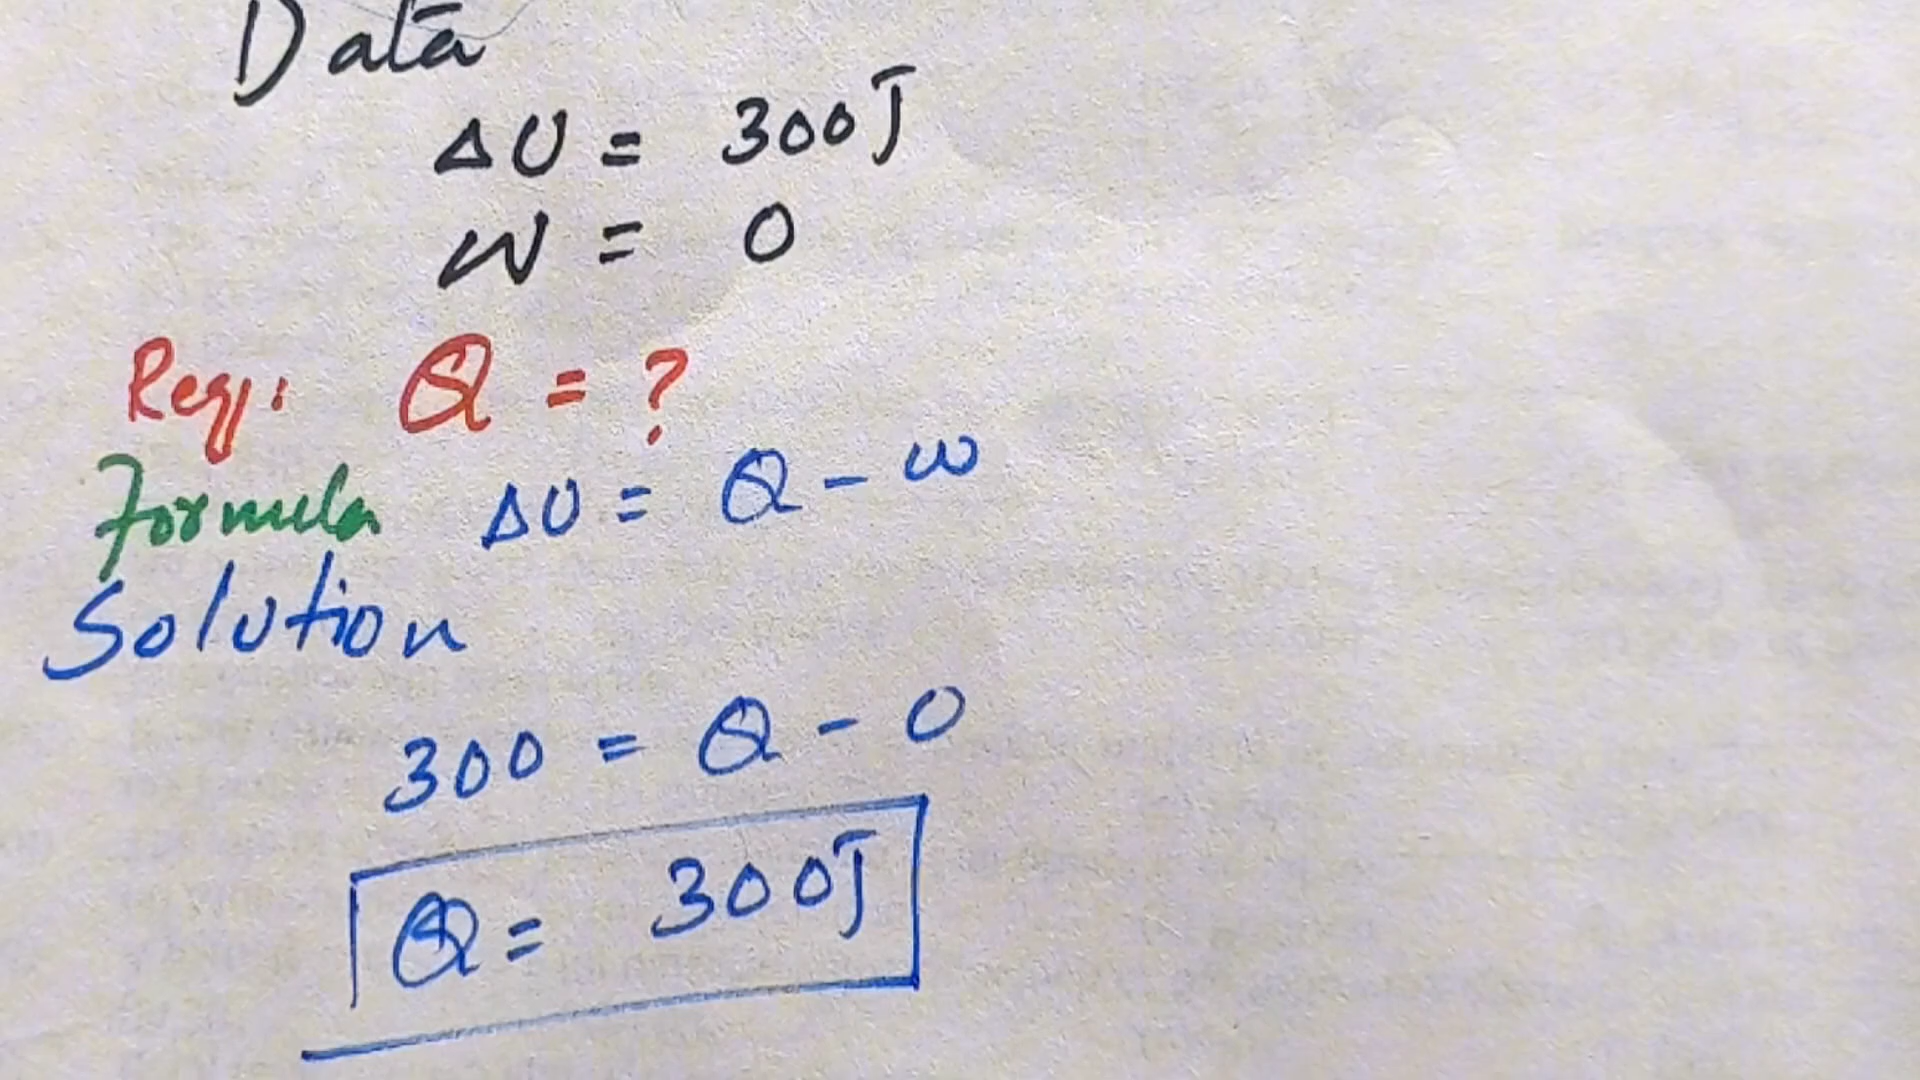 Data
ΔU = 300J
W = 0
Req: Q = ?
Formula ΔU = Q - W
Solution
300 = Q - 0
Q = 300J